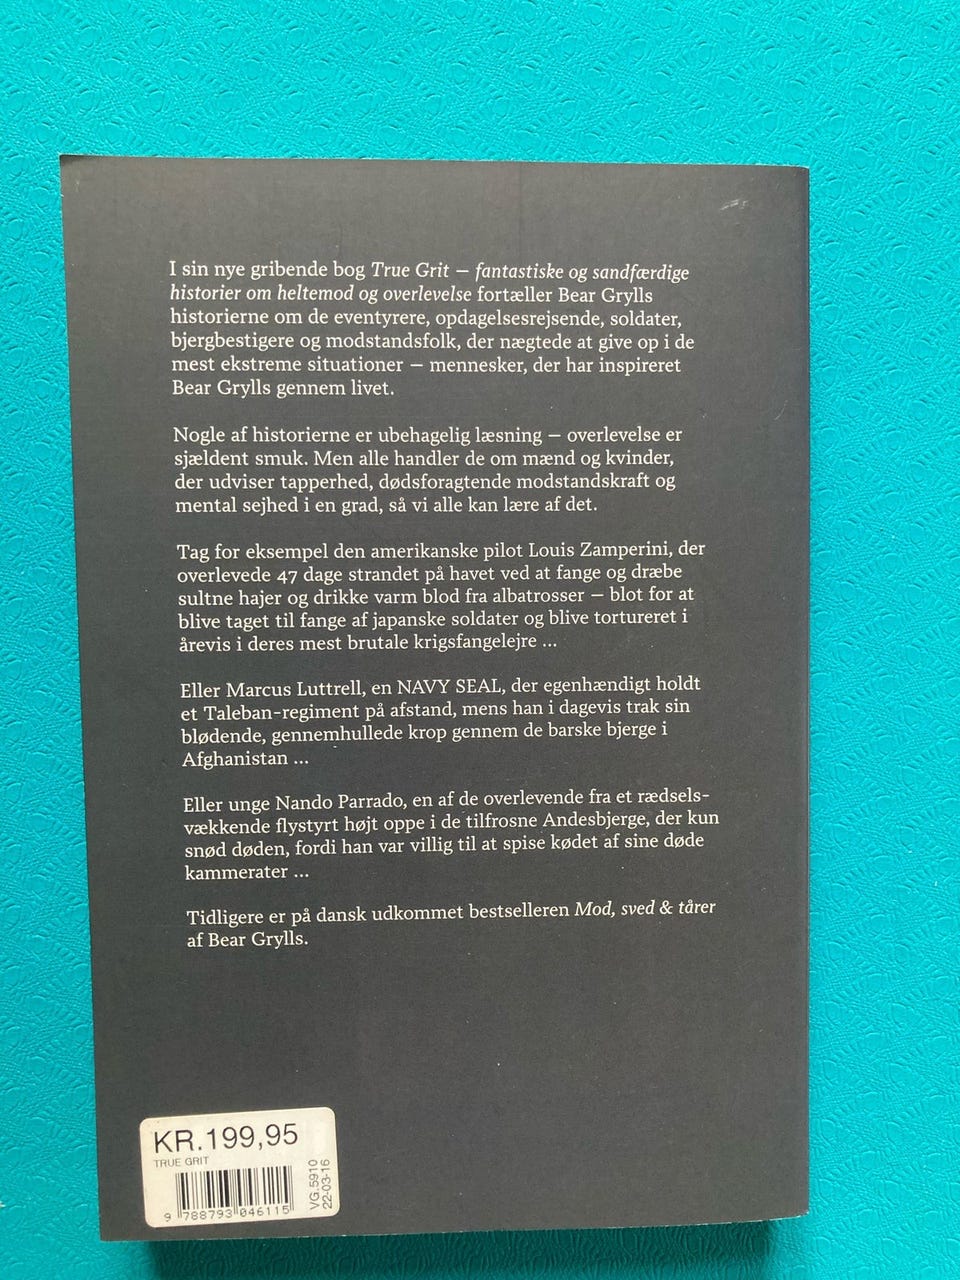 I sin nye gribende bog True Grit – fantastiske og sandfærdige
historier om heltemod og overlevelse fortæller Bear Grylls
historierne om de eventyrere, opdagelsesrejsende, soldater,
bjergbestigere og modstandsfolk, der nægtede at give op i de
mest ekstreme situationer – mennesker, der har inspireret
Bear Grylls gennem livet.
Nogle af historierne er ubehagelig læsning – overlevelse er
sjældent smuk. Men alle handler de om mænd og kvinder,
der udviser tapperhed, dødsforagtende modstandskraft og
mental sejhed i en grad, så vi alle kan lære af det.
Tag for eksempel den amerikanske pilot Louis Zamperini, der
overlevede 47 dage strandet på havet ved at fange og dræbe
sultne hajer og drikke varm blod fra albatrosser – blot for at
blive taget til fange af japanske soldater og blive tortureret i
årevis i deres mest brutale krigsfangelejre ...
Eller Marcus Luttrell, en NAVY SEAL, der egenhændigt holdt
et Taleban-regiment på afstand, mens han i dagevis trak sin
blødende, gennemhullede krop gennem de barske bjerge i
Afghanistan ...
Eller unge Nando Parrado, en af de overlevende fra et rædsels-
vækkende flystyrt højt oppe i de tilfrosne Andesbjerge, der kun
snød døden, fordi han var villig til at spise kødet af sine døde
kammerater ...
Tidligere er på dansk udkommet bestselleren Mod, sved & tårer
af Bear Grylls.
KR.199,95
TRUE GRIT
9 788793 046115
VG.5910
22-03-16